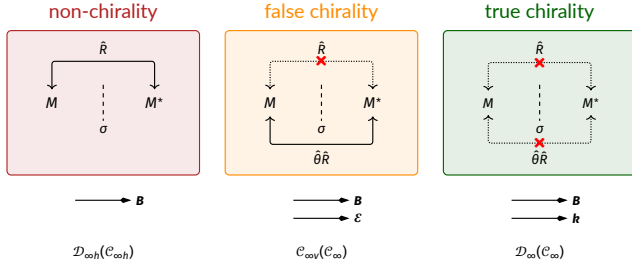 non-chirality
false chirality
true chirality
R̂
R̂
R̂
M
M*
M
M*
M
M*
σ
σ
σ
θ̂R̂
θ̂R̂
B
B
B
ℰ
k
𝒟∞h(𝒞∞h)
𝒞∞v(𝒞∞)
𝒟∞(𝒞∞)